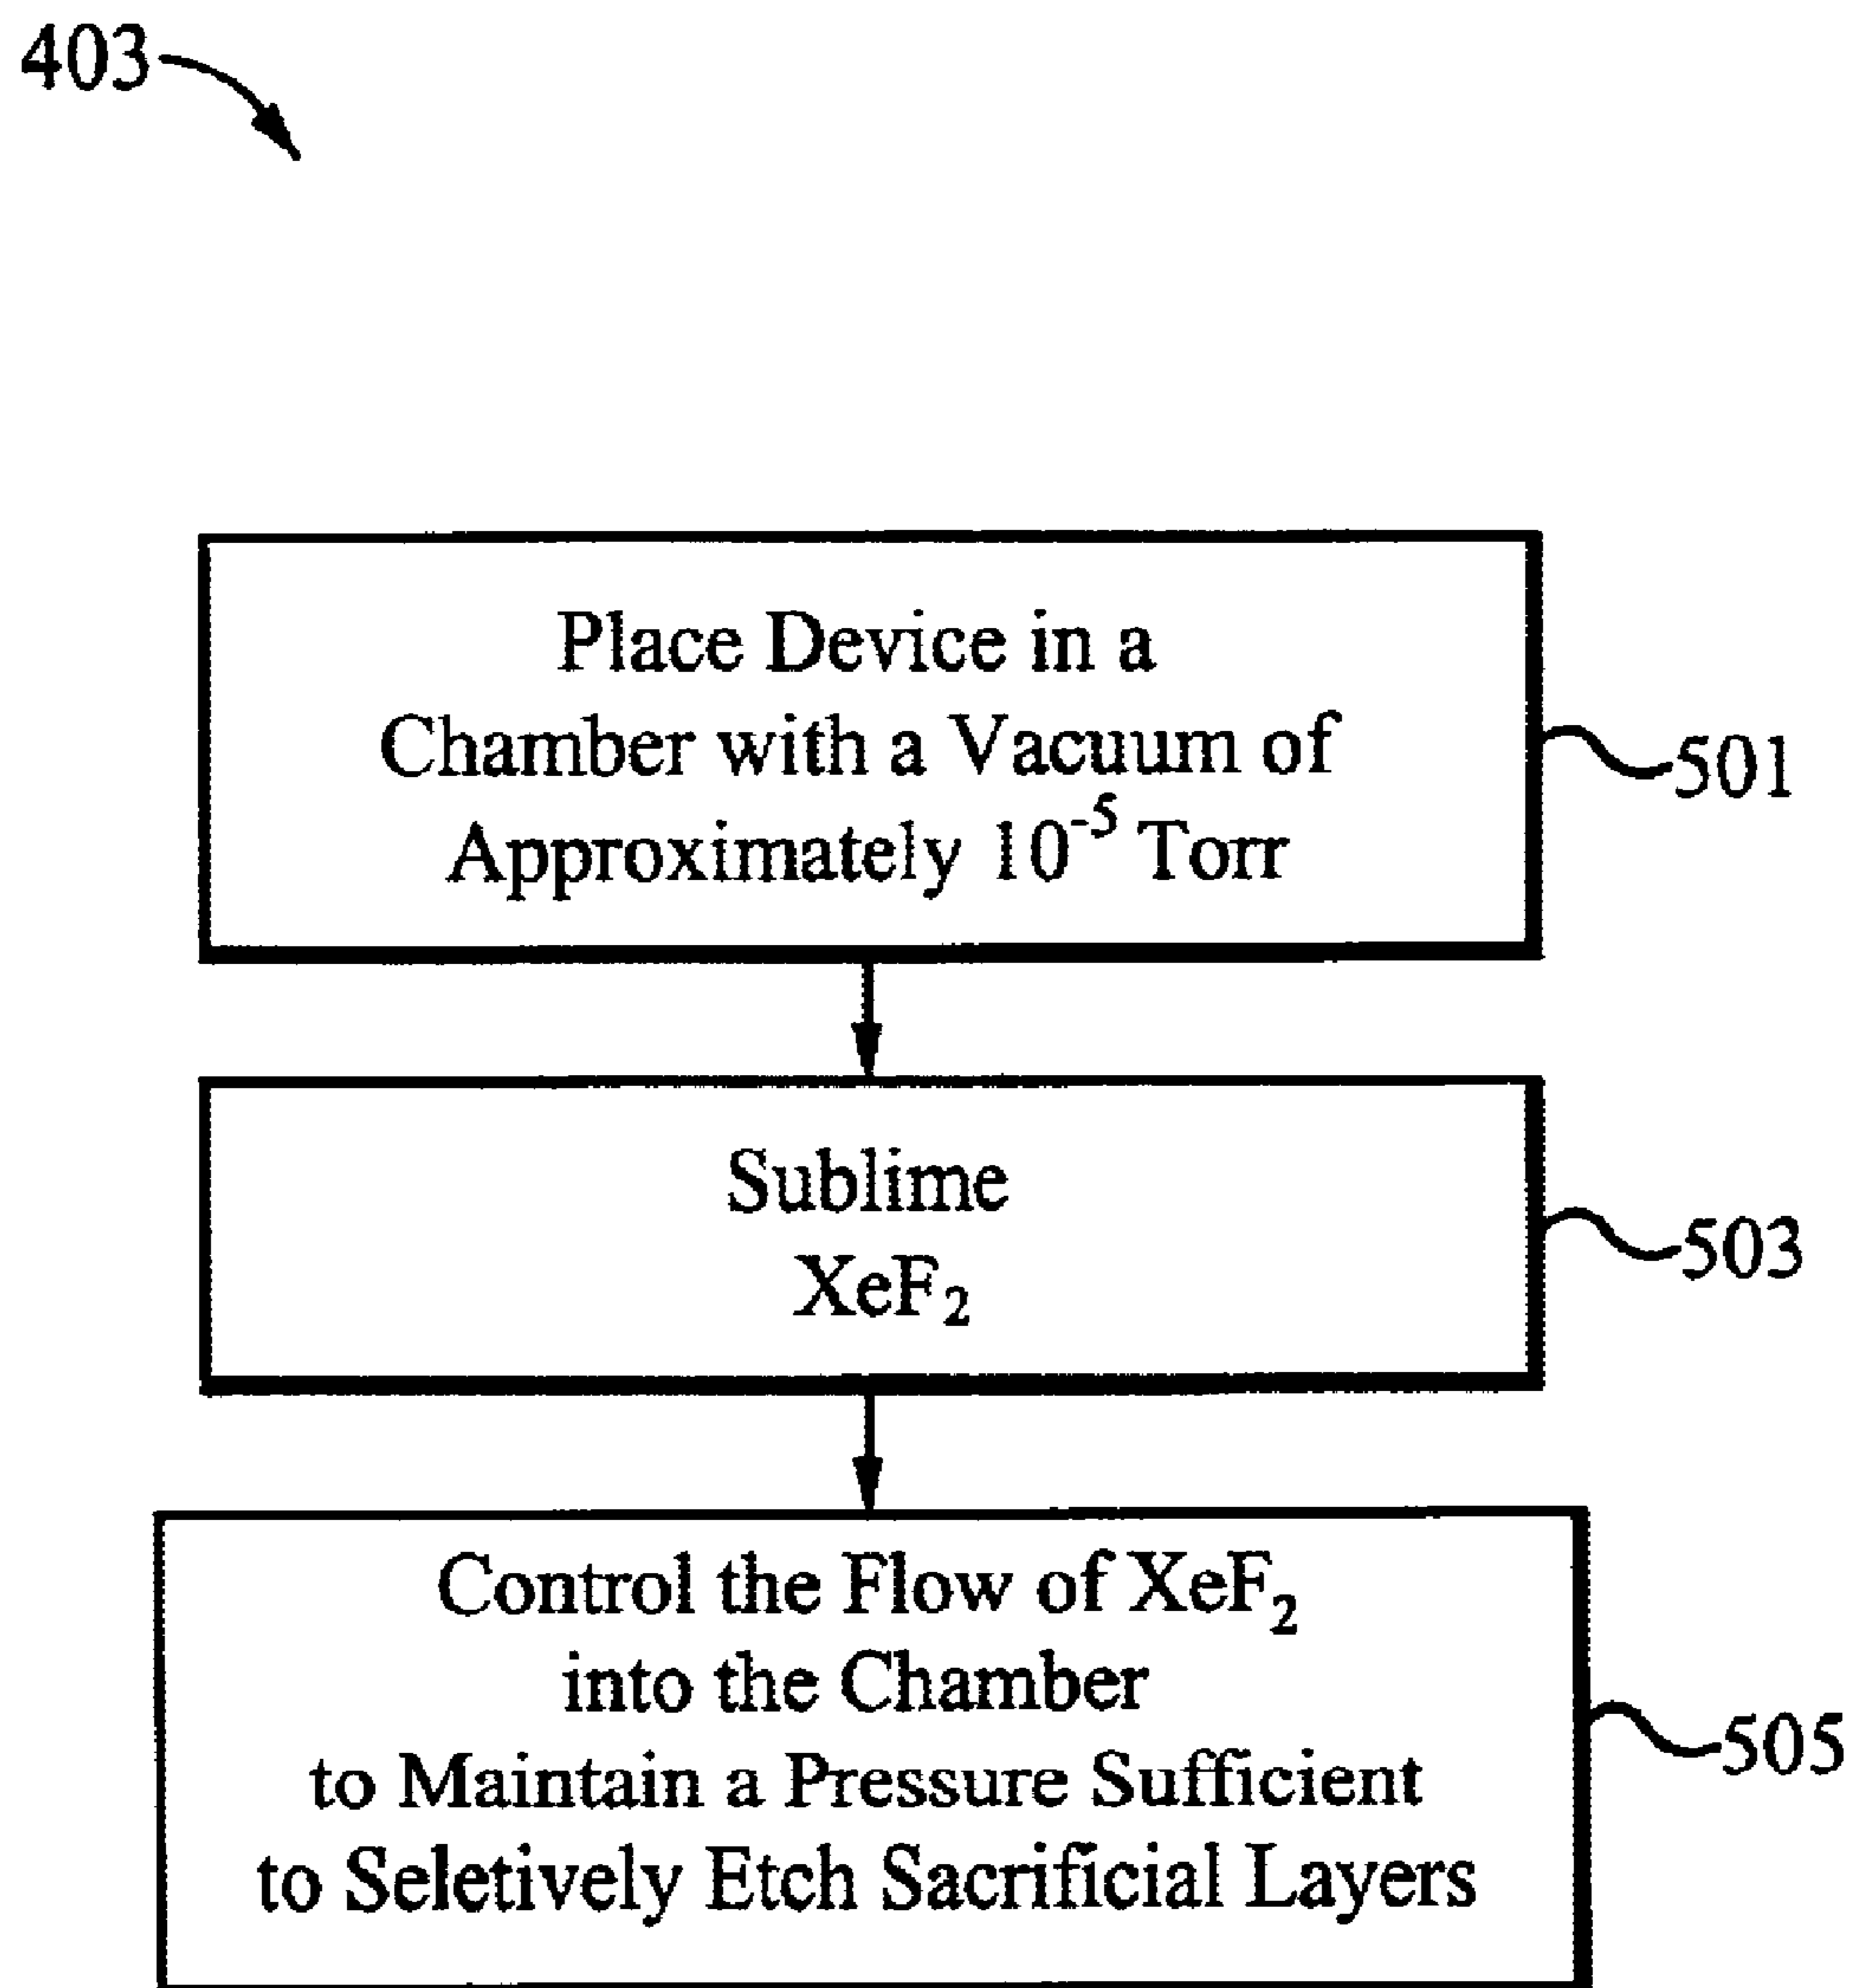 403
Place Device in a
Chamber with a Vacuum of
Approximately 10⁻⁵ Torr
501
Sublime
XeF₂
503
Control the Flow of XeF₂
into the Chamber
to Maintain a Pressure Sufficient
to Seletively Etch Sacrificial Layers
505